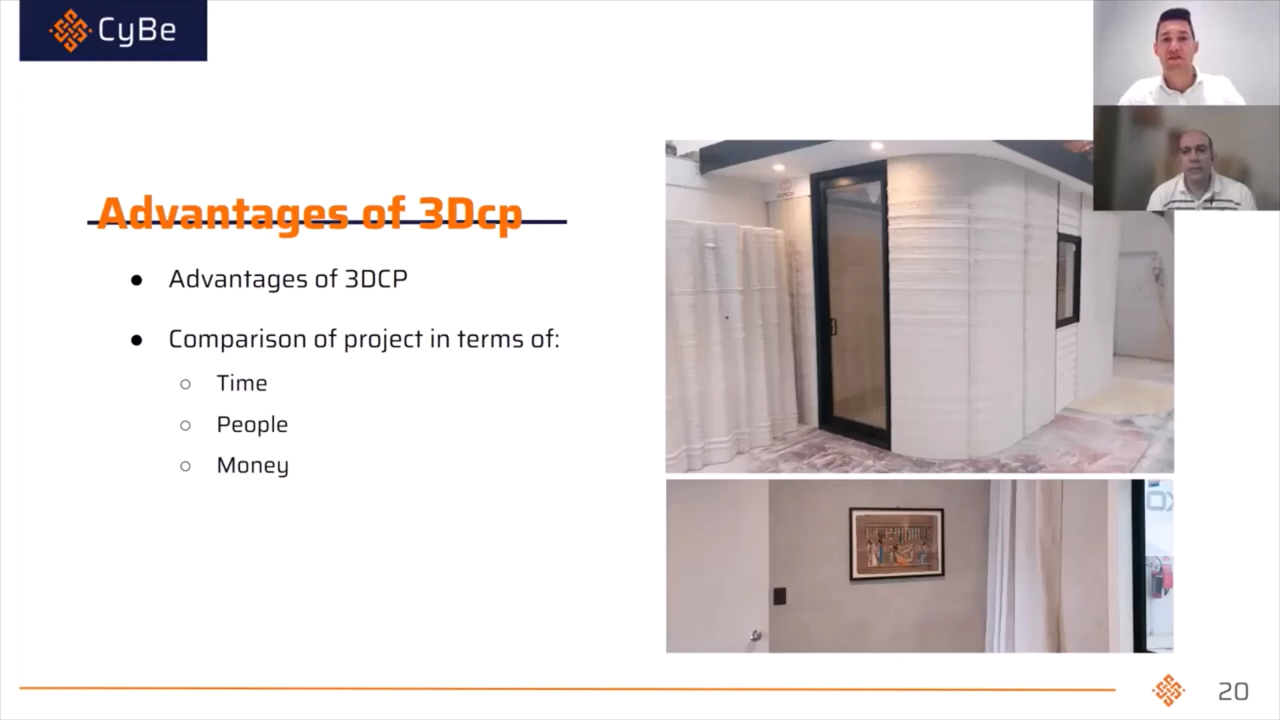 CyBe
Advantages of 3Dcp
● Advantages of 3DCP
● Comparison of project in terms of:
○ Time
○ People
○ Money
20